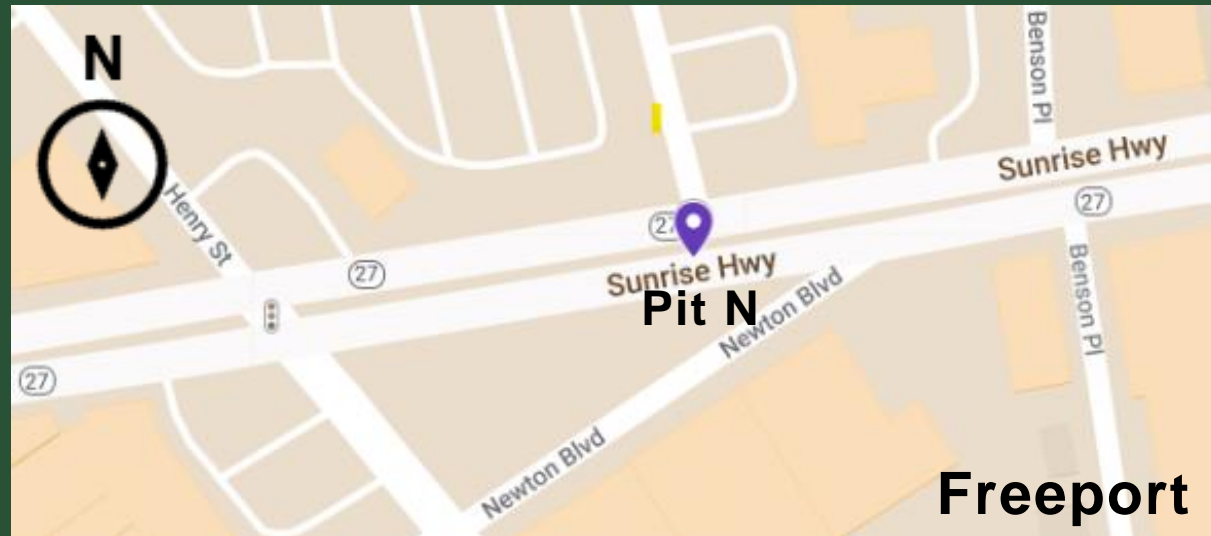 N
Benson Pl
Sunrise Hwy
27
Henry St
27
27
Sunrise Hwy
Pit N
Newton Blvd
Benson Pl
27
Newton Blvd
Freeport